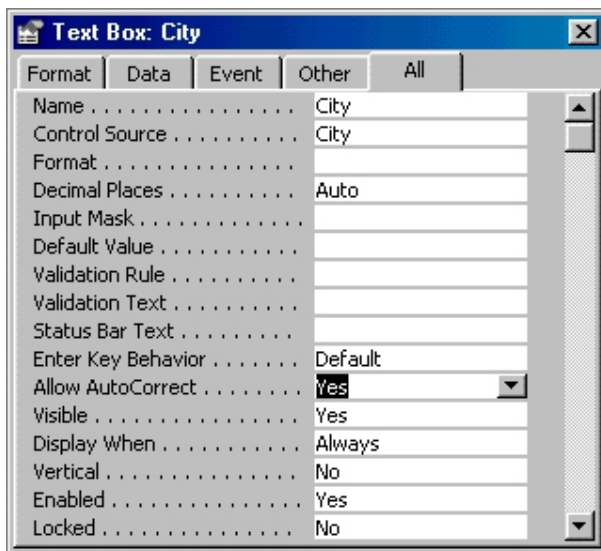 Text Box: City
Format Data Event Other All
Name . . . . . . . . . . . . . . . . . City
Control Source . . . . . . . . . . City
Format . . . . . . . . . . . . . . .
Decimal Places . . . . . . . . . . Auto
Input Mask . . . . . . . . . . . . .
Default Value . . . . . . . . . . .
Validation Rule . . . . . . . . . .
Validation Text . . . . . . . . . .
Status Bar Text . . . . . . . . .
Enter Key Behavior . . . . . . . Default
Allow AutoCorrect . . . . . . . . Yes
Visible . . . . . . . . . . . . . . . . Yes
Display When . . . . . . . . . . . Always
Vertical . . . . . . . . . . . . . . . No
Enabled . . . . . . . . . . . . . . . Yes
Locked . . . . . . . . . . . . . . . No